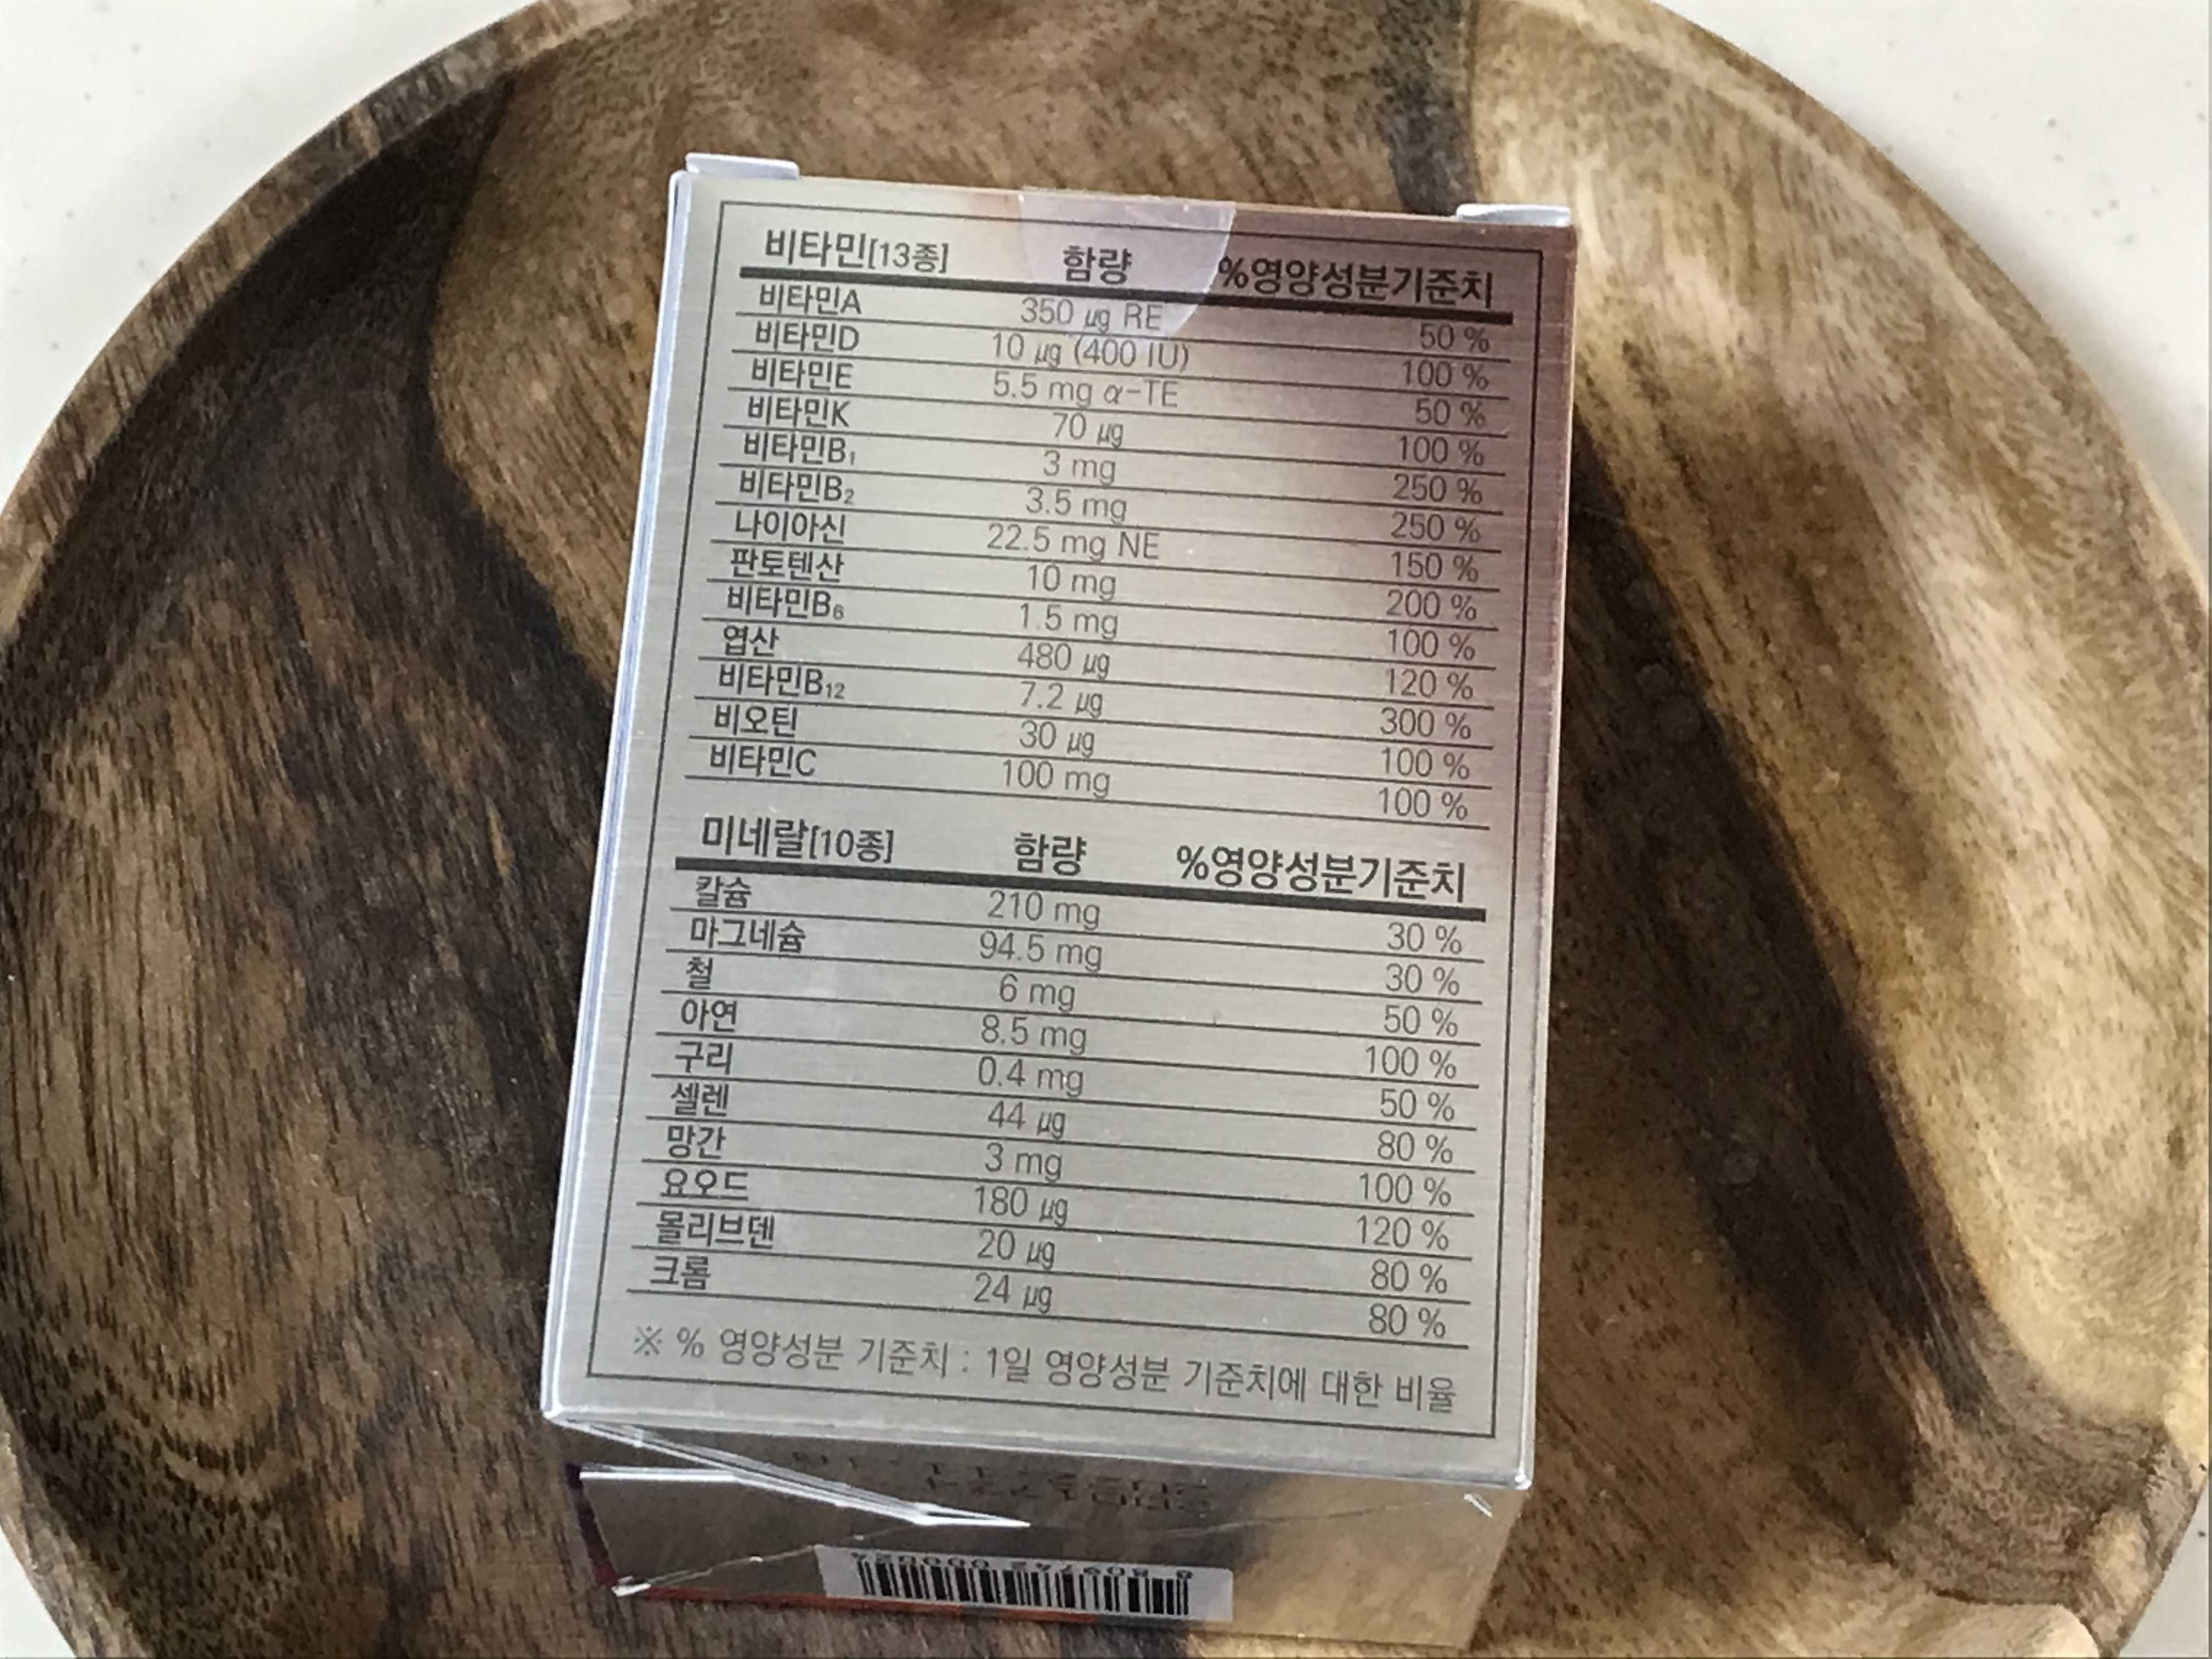 비타민[13종] 함량 %영양성분기준치
비타민A 350 ㎍ RE 50 %
비타민D 10 ㎍ (400 IU) 100 %
비타민E 5.5 mg α-TE 50 %
비타민K 70 ㎍ 100 %
비타민B₁ 3 mg 250 %
비타민B₂ 3.5 mg 250 %
나이아신 22.5 mg NE 150 %
판토텐산 10 mg 200 %
비타민B₆ 1.5 mg 100 %
엽산 480 ㎍ 120 %
비타민B₁₂ 7.2 ㎍ 300 %
비오틴 30 ㎍ 100 %
비타민C 100 mg 100 %
미네랄[10종] 함량 %영양성분기준치
칼슘 210 mg 30 %
마그네슘 94.5 mg 30 %
철 6 mg 50 %
아연 8.5 mg 100 %
구리 0.4 mg 50 %
셀렌 44 ㎍ 80 %
망간 3 mg 100 %
요오드 180 ㎍ 120 %
몰리브덴 20 ㎍ 80 %
크롬 24 ㎍ 80 %
※ % 영양성분 기준치 : 1일 영양성분 기준치에 대한 비율
8 809742 000024